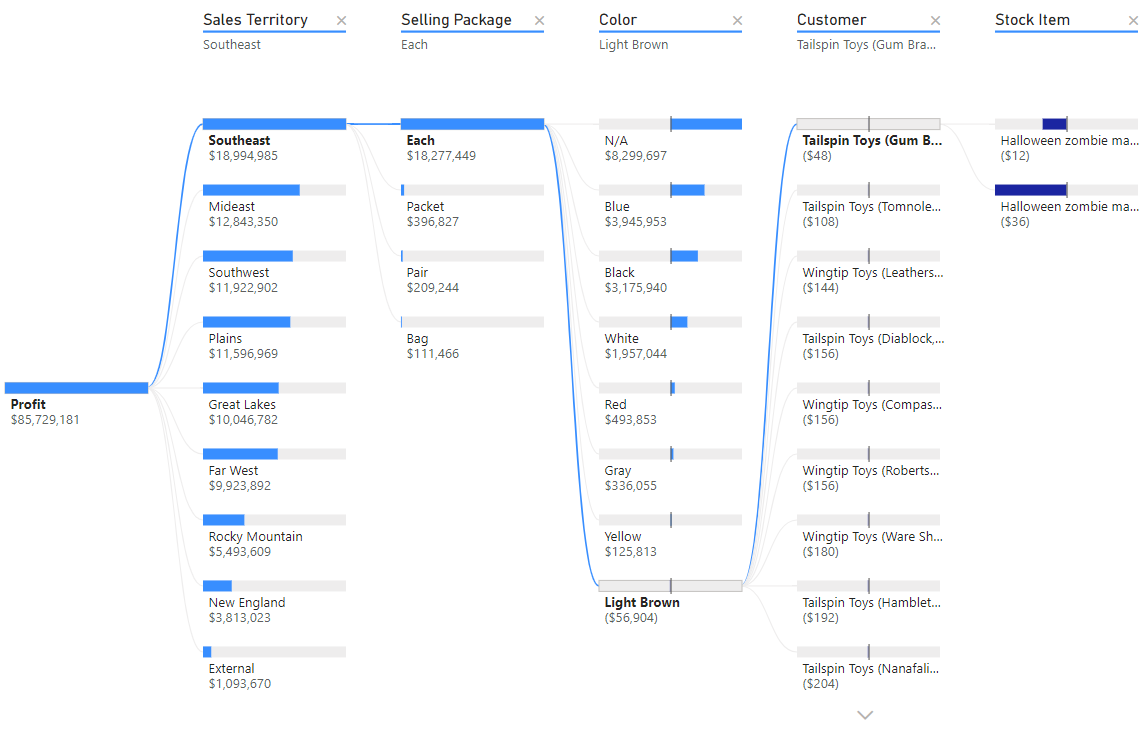 Sales Territory
Southeast
Selling Package
Each
Color
Light Brown
Customer
Tailspin Toys (Gum Bra...
Stock Item
Profit
$85,729,181
Southeast
$18,994,985
Mideast
$12,843,350
Southwest
$11,922,902
Plains
$11,596,969
Great Lakes
$10,046,782
Far West
$9,923,892
Rocky Mountain
$5,493,609
New England
$3,813,023
External
$1,093,670
Each
$18,277,449
Packet
$396,827
Pair
$209,244
Bag
$111,466
N/A
$8,299,697
Blue
$3,945,953
Black
$3,175,940
White
$1,957,044
Red
$493,853
Gray
$336,055
Yellow
$125,813
Light Brown
($56,904)
Tailspin Toys (Gum B...
($48)
Tailspin Toys (Tomnole...
($108)
Wingtip Toys (Leathers...
($144)
Tailspin Toys (Diablock,...
($156)
Wingtip Toys (Compas...
($156)
Wingtip Toys (Roberts...
($156)
Wingtip Toys (Ware Sh...
($180)
Tailspin Toys (Hamblet...
($192)
Tailspin Toys (Nanafali...
($204)
Halloween zombie ma...
($12)
Halloween zombie ma...
($36)